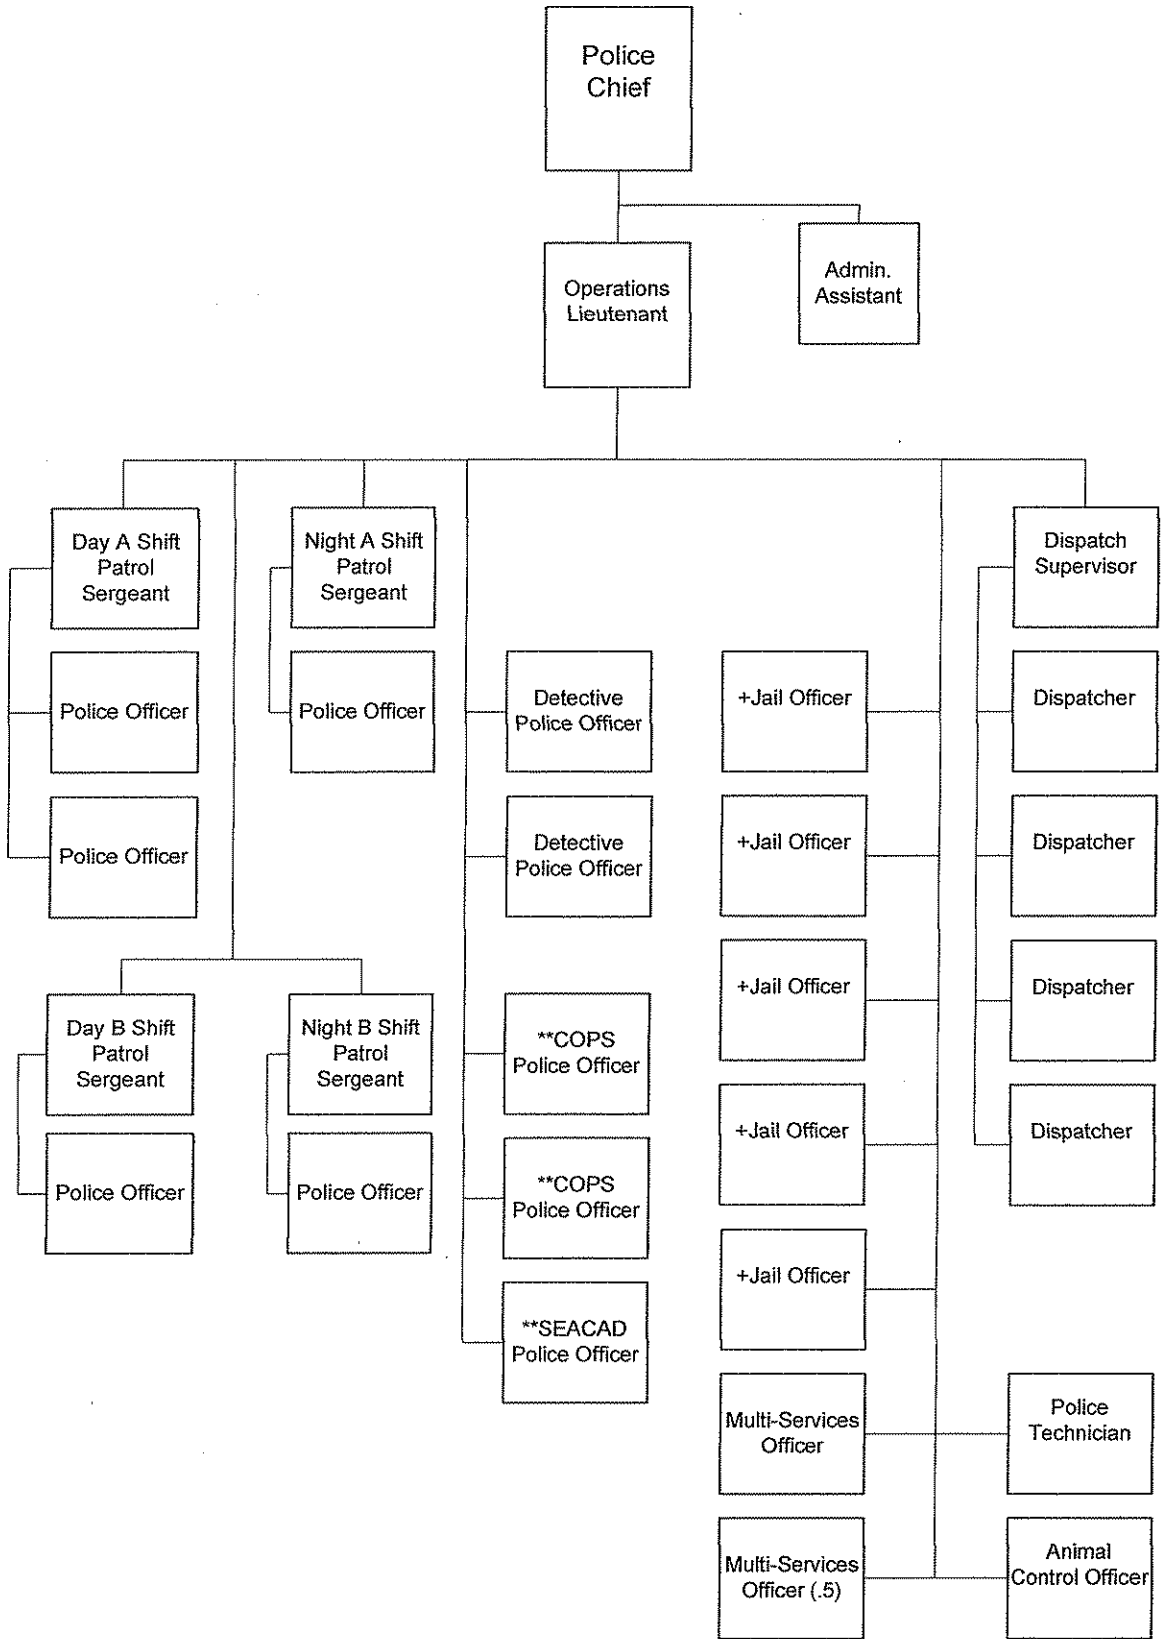 Police
Chief
Operations
Lieutenant
Admin.
Assistant
Day A Shift
Patrol
Sergeant
Police Officer
Police Officer
Night A Shift
Patrol
Sergeant
Police Officer
Day B Shift
Patrol
Sergeant
Police Officer
Night B Shift
Patrol
Sergeant
Police Officer
Detective
Police Officer
Detective
Police Officer
**COPS
Police Officer
**COPS
Police Officer
**SEACAD
Police Officer
+Jail Officer
+Jail Officer
+Jail Officer
+Jail Officer
+Jail Officer
Multi-Services
Officer
Multi-Services
Officer (.5)
Dispatch
Supervisor
Dispatcher
Dispatcher
Dispatcher
Dispatcher
Police
Technician
Animal
Control Officer